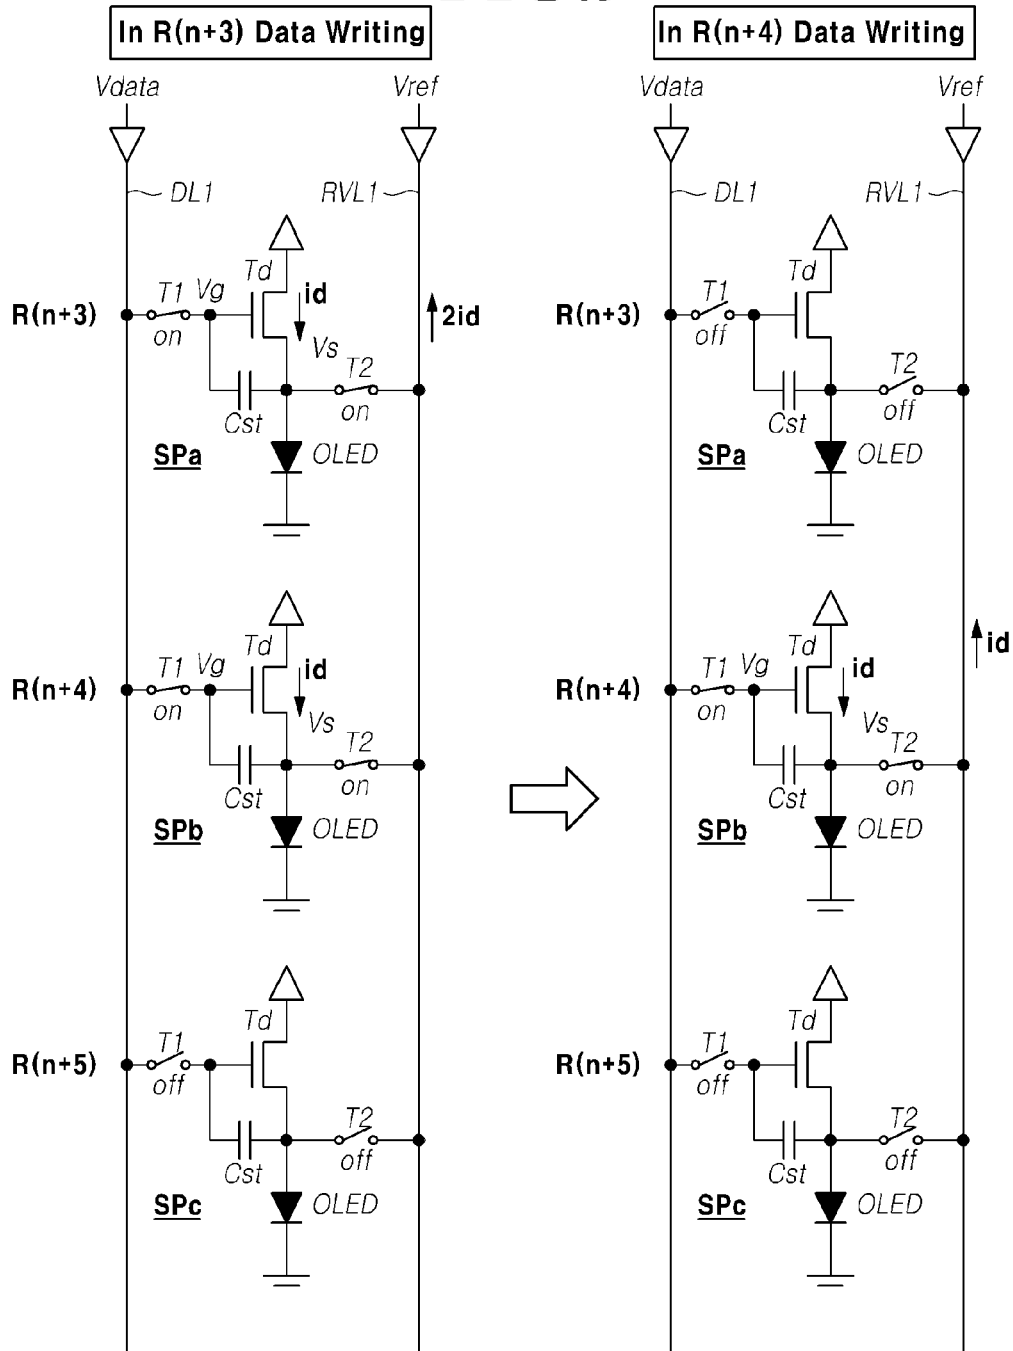 In R(n+3) Data Writing
Vdata
Vref
DL1
RVL1
Td
T1
Vg
id
R(n+3)
2id
on
Vs
T2
Cst
on
SPa
OLED
Td
T1
Vg
id
R(n+4)
on
Vs
T2
Cst
on
SPb
OLED
Td
T1
R(n+5)
off
T2
Cst
off
SPc
OLED
In R(n+4) Data Writing
Vdata
Vref
DL1
RVL1
Td
T1
R(n+3)
off
T2
Cst
off
SPa
OLED
Td
id
T1
Vg
id
R(n+4)
on
Vs
T2
Cst
on
SPb
OLED
Td
T1
R(n+5)
off
T2
Cst
off
SPc
OLED